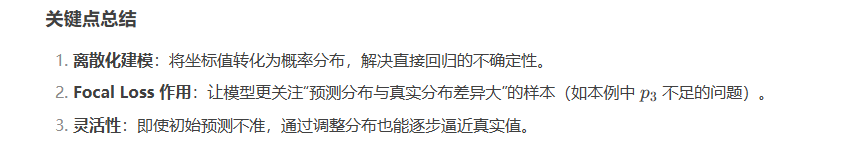 关键点总结
1. 离散化建模：将坐标值转化为概率分布，解决直接回归的不确定性。
2. Focal Loss 作用：让模型更关注“预测分布与真实分布差异大”的样本（如本例中 p₃ 不足的问题）。
3. 灵活性：即使初始预测不准，通过调整分布也能逐步逼近真实值。